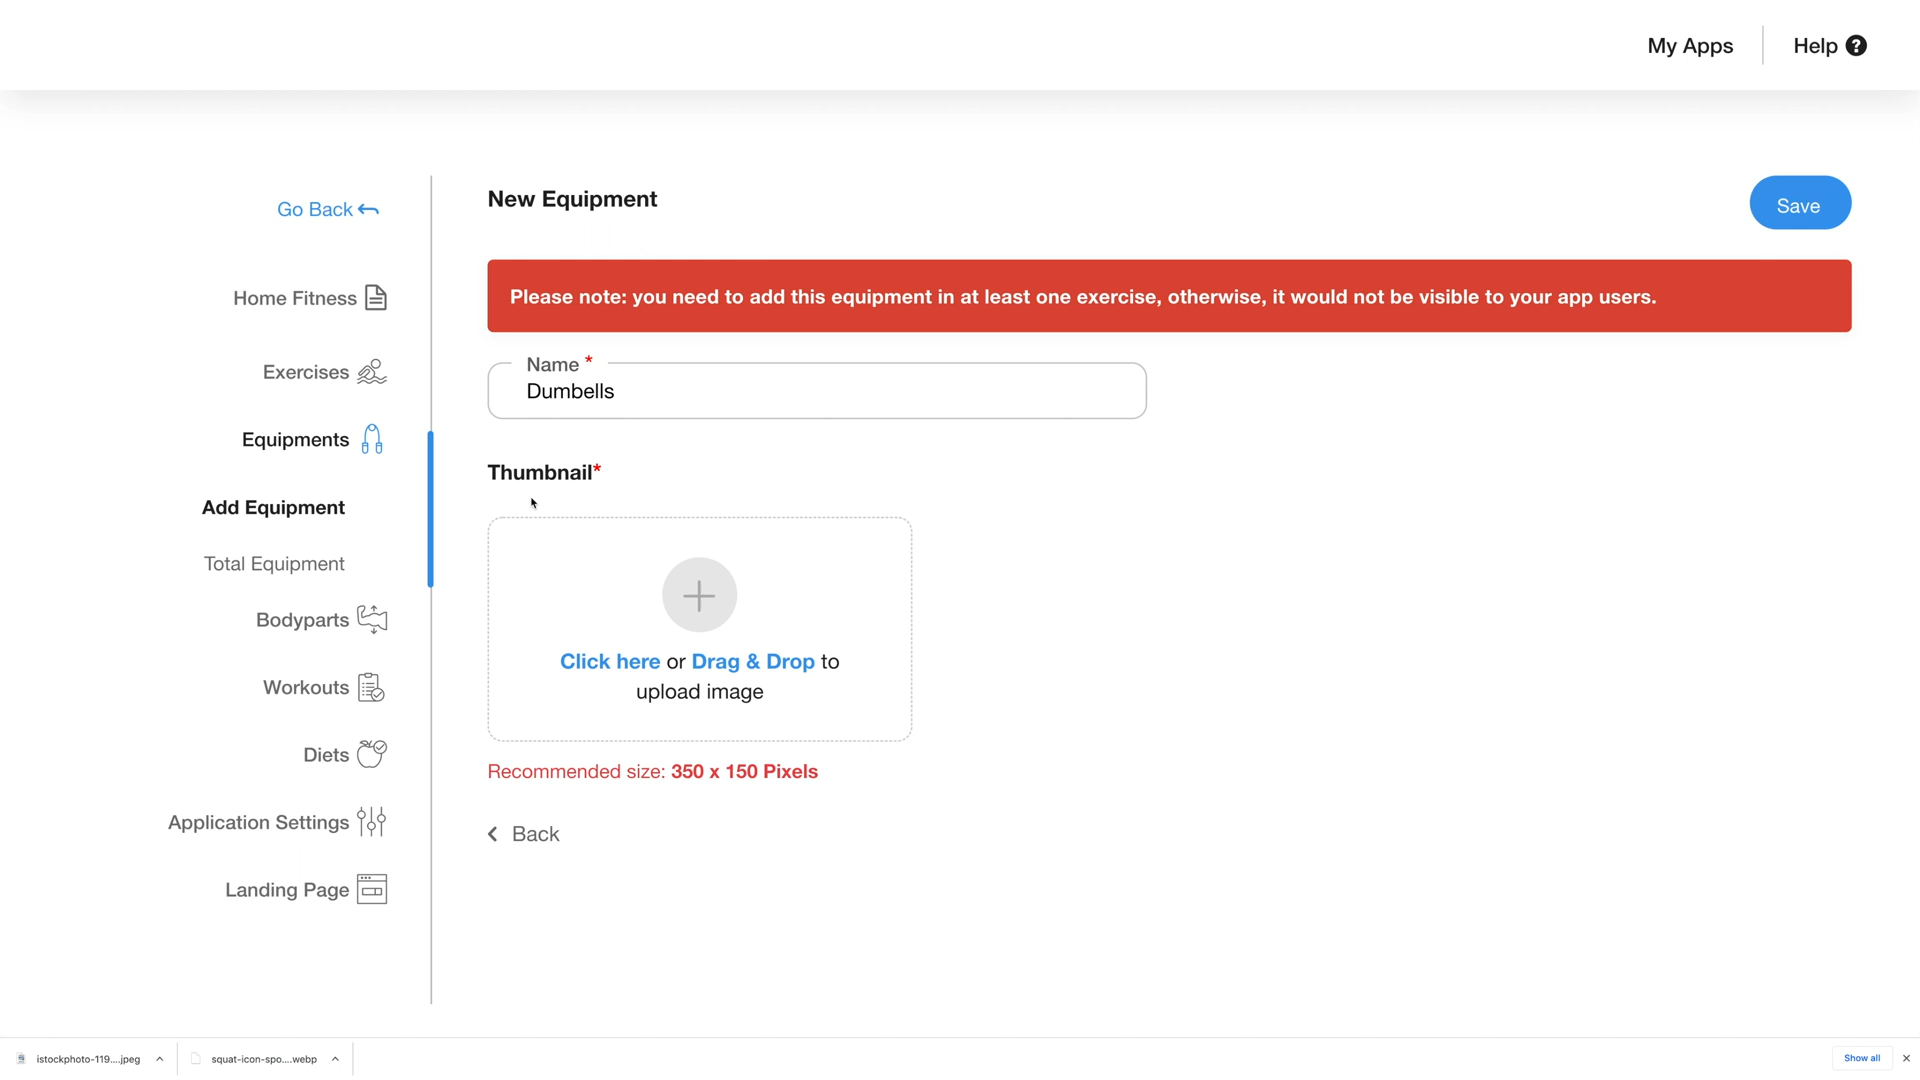 My Apps
Help ?
Go Back
Home Fitness
Exercises
Equipments
Add Equipment
Total Equipment
Bodyparts
Workouts
Diets
Application Settings
Landing Page
New Equipment
Save
Please note: you need to add this equipment in at least one exercise, otherwise, it would not be visible to your app users.
Name *
Dumbells
Thumbnail*
Click here or Drag & Drop to
upload image
Recommended size: 350 x 150 Pixels
Back
istockphoto-119....jpeg
squat-icon-spo....webp
Show all